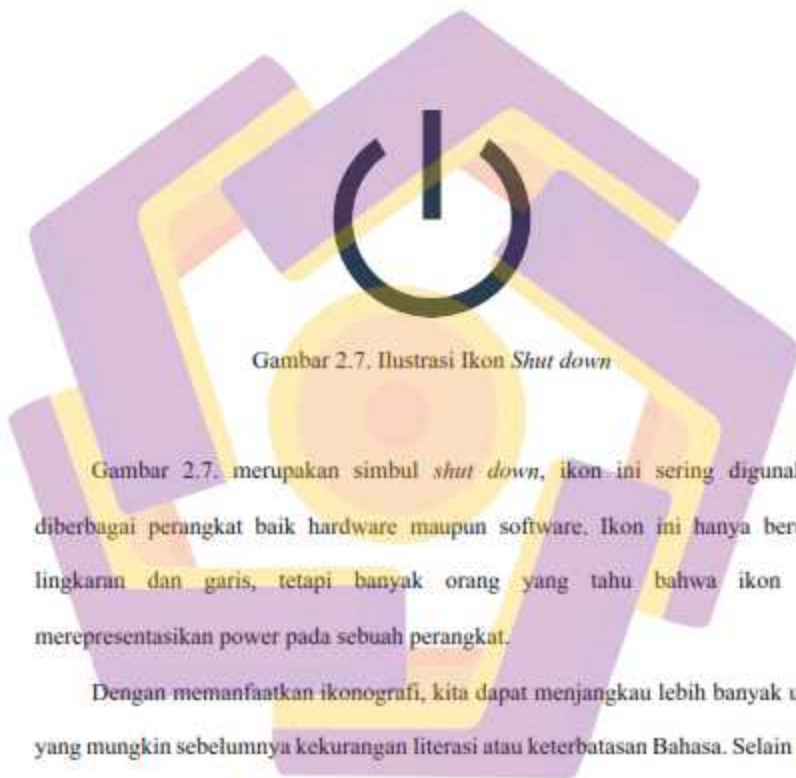 Gambar 2.7. Ilustrasi Ikon Shut down
Gambar 2.7. merupakan simbul shut down, ikon ini sering
diberbagai perangkat baik hardware maupun software. Ikon ini hanya
lingkaran dan garis, tetapi banyak orang yang tahu bahwa ikon
merepresentasikan power pada sebuah perangkat.
Dengan memanfaatkan ikonografi, kita dapat menjangkau lebih banyak
yang mungkin sebelumnya kekurangan literasi atau keterbatasan Bahasa. Selain